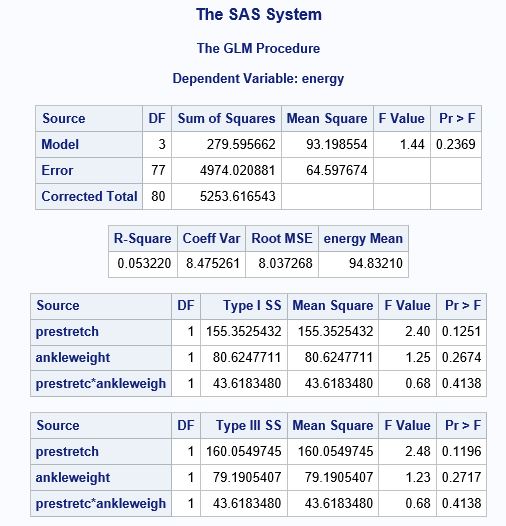 The SAS System
The GLM Procedure
Dependent Variable: energy
Source DF Sum of Squares Mean Square F Value Pr > F
Model 3 279.595662 93.198554 1.44 0.2369
Error 77 4974.020881 64.597674
Corrected Total 80 5253.616543
R-Square Coeff Var Root MSE energy Mean
0.053220 8.475261 8.037268 94.83210
Source DF Type I SS Mean Square F Value Pr > F
prestretch 1 155.3525432 155.3525432 2.40 0.1251
ankleweight 1 80.6247711 80.6247711 1.25 0.2674
prestretc*ankleweigh 1 43.6183480 43.6183480 0.68 0.4138
Source DF Type III SS Mean Square F Value Pr > F
prestretch 1 160.0549745 160.0549745 2.48 0.1196
ankleweight 1 79.1905407 79.1905407 1.23 0.2717
prestretc*ankleweigh 1 43.6183480 43.6183480 0.68 0.4138